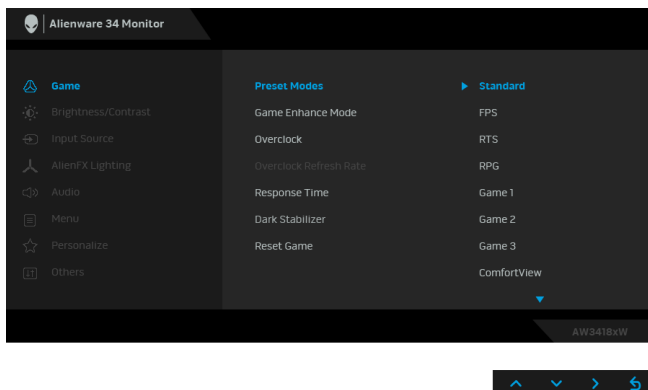 Alienware 34 Monitor
Game Preset Modes Standard
Brightness/Contrast Game Enhance Mode FPS
Input Source Overclock RTS
AlienFX Lighting Overclock Refresh Rate RPG
Audio Response Time Game 1
Menu Dark Stabilizer Game 2
Personalize Reset Game Game 3
Others ComfortView
AW3418xW